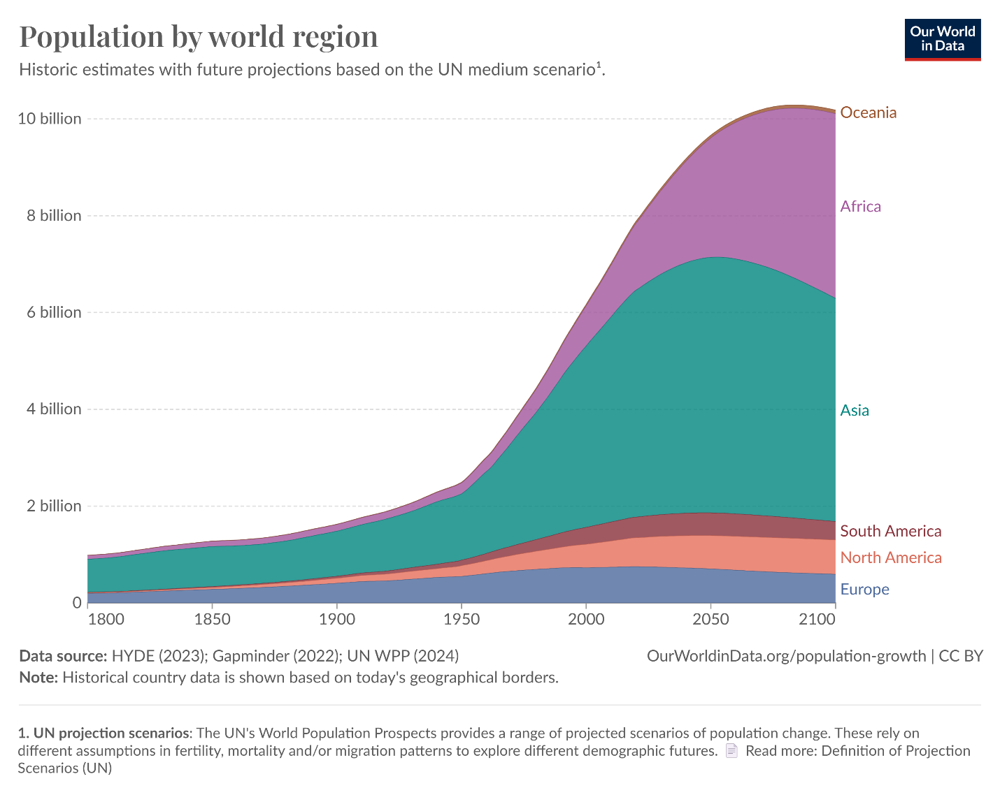 Population by world region
Historic estimates with future projections based on the UN medium scenario¹.
Our World
in Data
10 billion
8 billion
6 billion
4 billion
2 billion
0
Oceania
Africa
Asia
South America
North America
Europe
1800 1850 1900 1950 2000 2050 2100
Data source: HYDE (2023); Gapminder (2022); UN WPP (2024)
OurWorldinData.org/population-growth | CC BY
Note: Historical country data is shown based on today's geographical borders.
1. UN projection scenarios: The UN's World Population Prospects provides a range of projected scenarios of population change. These rely on
different assumptions in fertility, mortality and/or migration patterns to explore different demographic futures. Read more: Definition of Projection
Scenarios (UN)